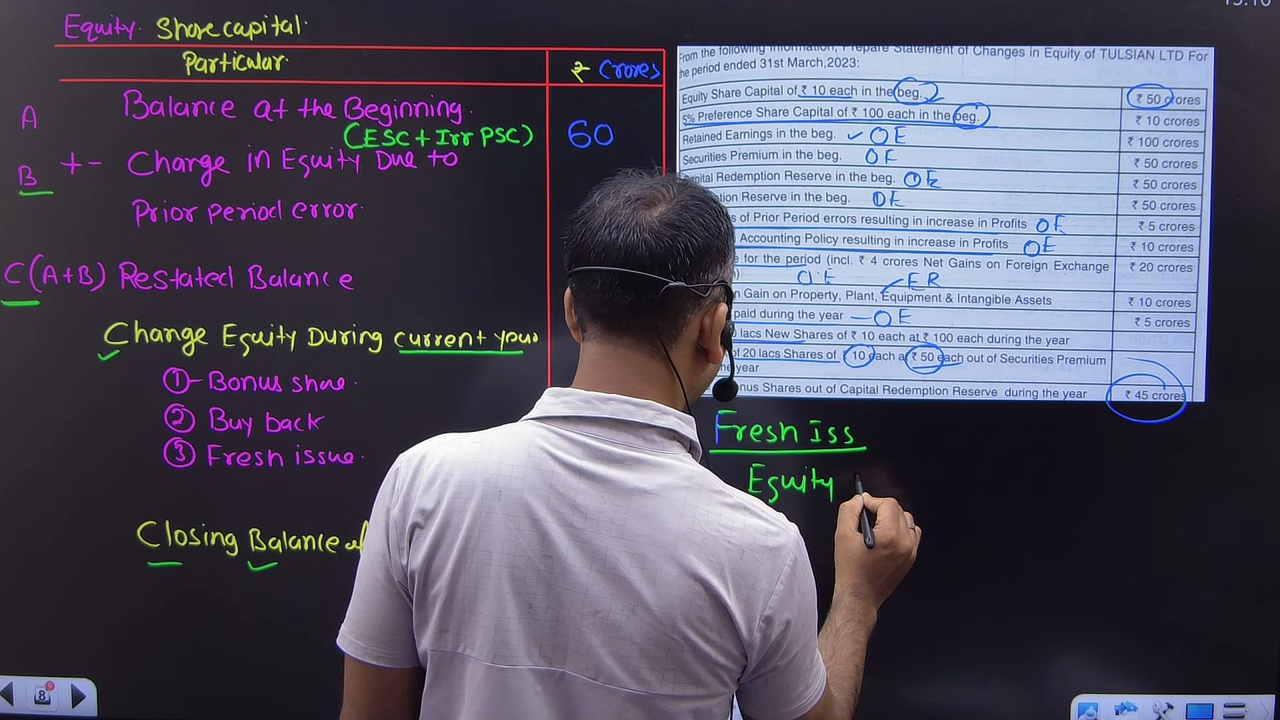 Equity Share capital
Particular
₹ Crores
A Balance at the Beginning.
(ESC + Irr PSC) 60
B +- Change in Equity Due to
Prior period error.
C (A+B) Restated Balance
Change Equity During current year
① Bonus share.
② Buy back
③ Fresh issue.
Closing Balance
From the following Information, Prepare Statement of Changes in Equity of TULSIAN LTD For
he period ended 31st March,2023:
Equity Share Capital of ₹ 10 each in the beg. ₹ 50 crores
5% Preference Share Capital of ₹ 100 each in the beg. ₹ 10 crores
Retained Earnings in the beg. OE ₹ 100 crores
Securities Premium in the beg. OE ₹ 50 crores
pital Redemption Reserve in the beg. OE ₹ 50 crores
tion Reserve in the beg. OE ₹ 50 crores
s of Prior Period errors resulting in increase in Profits OE ₹ 5 crores
Accounting Policy resulting in increase in Profits OE ₹ 10 crores
e for the period (incl. ₹ 4 crores Net Gains on Foreign Exchange ₹ 20 crores
OE ER
n Gain on Property, Plant, Equipment & Intangible Assets ₹ 10 crores
paid during the year OE ₹ 5 crores
lacs New Shares of ₹ 10 each at ₹ 100 each during the year
of 20 lacs Shares of 10 each a ₹ 50 each out of Securities Premium
e year
nus Shares out of Capital Redemption Reserve during the year ₹ 45 crores
Fresh Iss
Equity
8